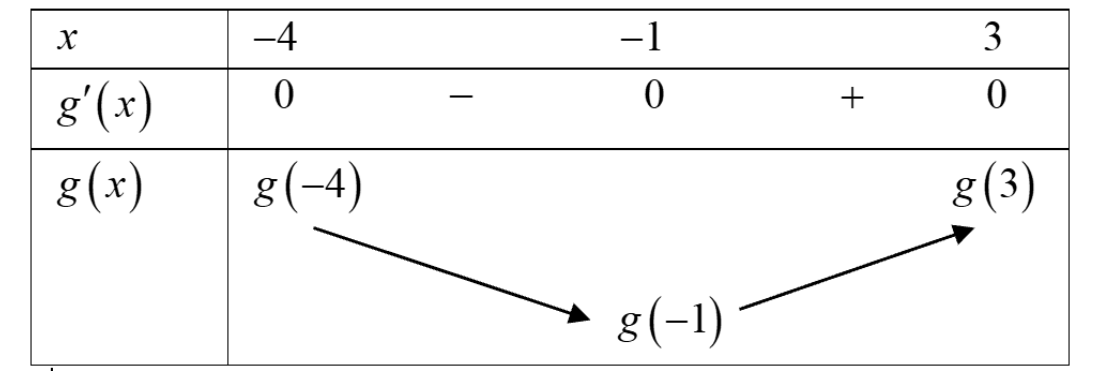 x −4 −1 3
g′(x) 0 − 0 + 0
g(x) g(−4) g(3)
g(−1)